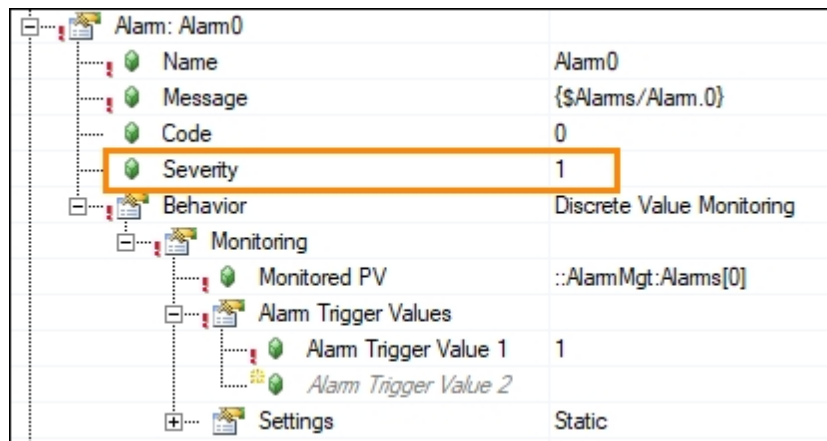 Alarm: Alarm0
Name Alarm0
Message {$Alarms/Alarm.0}
Code 0
Severity 1
Behavior Discrete Value Monitoring
Monitoring
Monitored PV ::AlarmMgt:Alarms[0]
Alarm Trigger Values
Alarm Trigger Value 1 1
Alarm Trigger Value 2
Settings Static